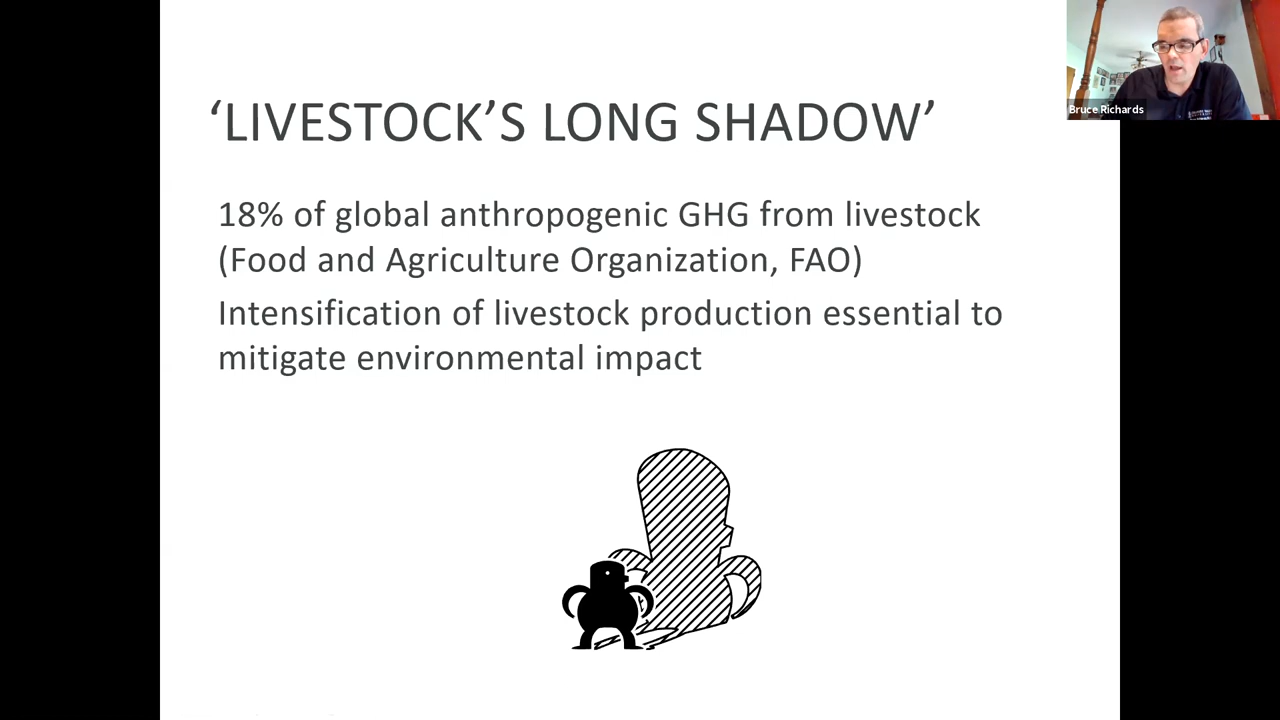 ‘LIVESTOCK’S LONG SHADOW’
18% of global anthropogenic GHG from livestock
(Food and Agriculture Organization, FAO)
Intensification of livestock production essential to
mitigate environmental impact
Bruce Richards